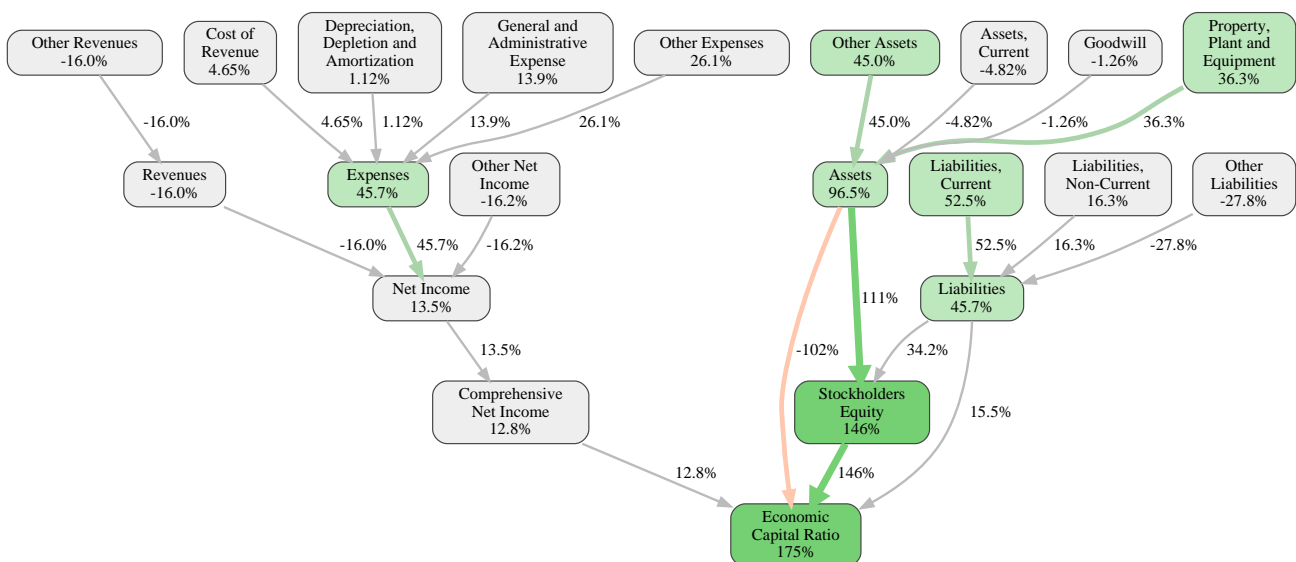 Other Revenues
-16.0%
Cost of
Revenue
4.65%
Depreciation,
Depletion and
Amortization
1.12%
General and
Administrative
Expense
13.9%
Other Expenses
26.1%
Other Assets
45.0%
Assets,
Current
-4.82%
Goodwill
-1.26%
Property,
Plant and
Equipment
36.3%
-16.0%
4.65%
1.12%
13.9%
26.1%
45.0%
-4.82%
-1.26%
36.3%
Revenues
-16.0%
Expenses
45.7%
Other Net
Income
-16.2%
Assets
96.5%
Liabilities,
Current
52.5%
Liabilities,
Non-Current
16.3%
Other
Liabilities
-27.8%
-16.0%
45.7%
-16.2%
52.5%
16.3%
-27.8%
Net Income
13.5%
111%
Liabilities
45.7%
13.5%
-102%
34.2%
Comprehensive
Net Income
12.8%
Stockholders
Equity
146%
15.5%
12.8%
146%
Economic
Capital Ratio
175%